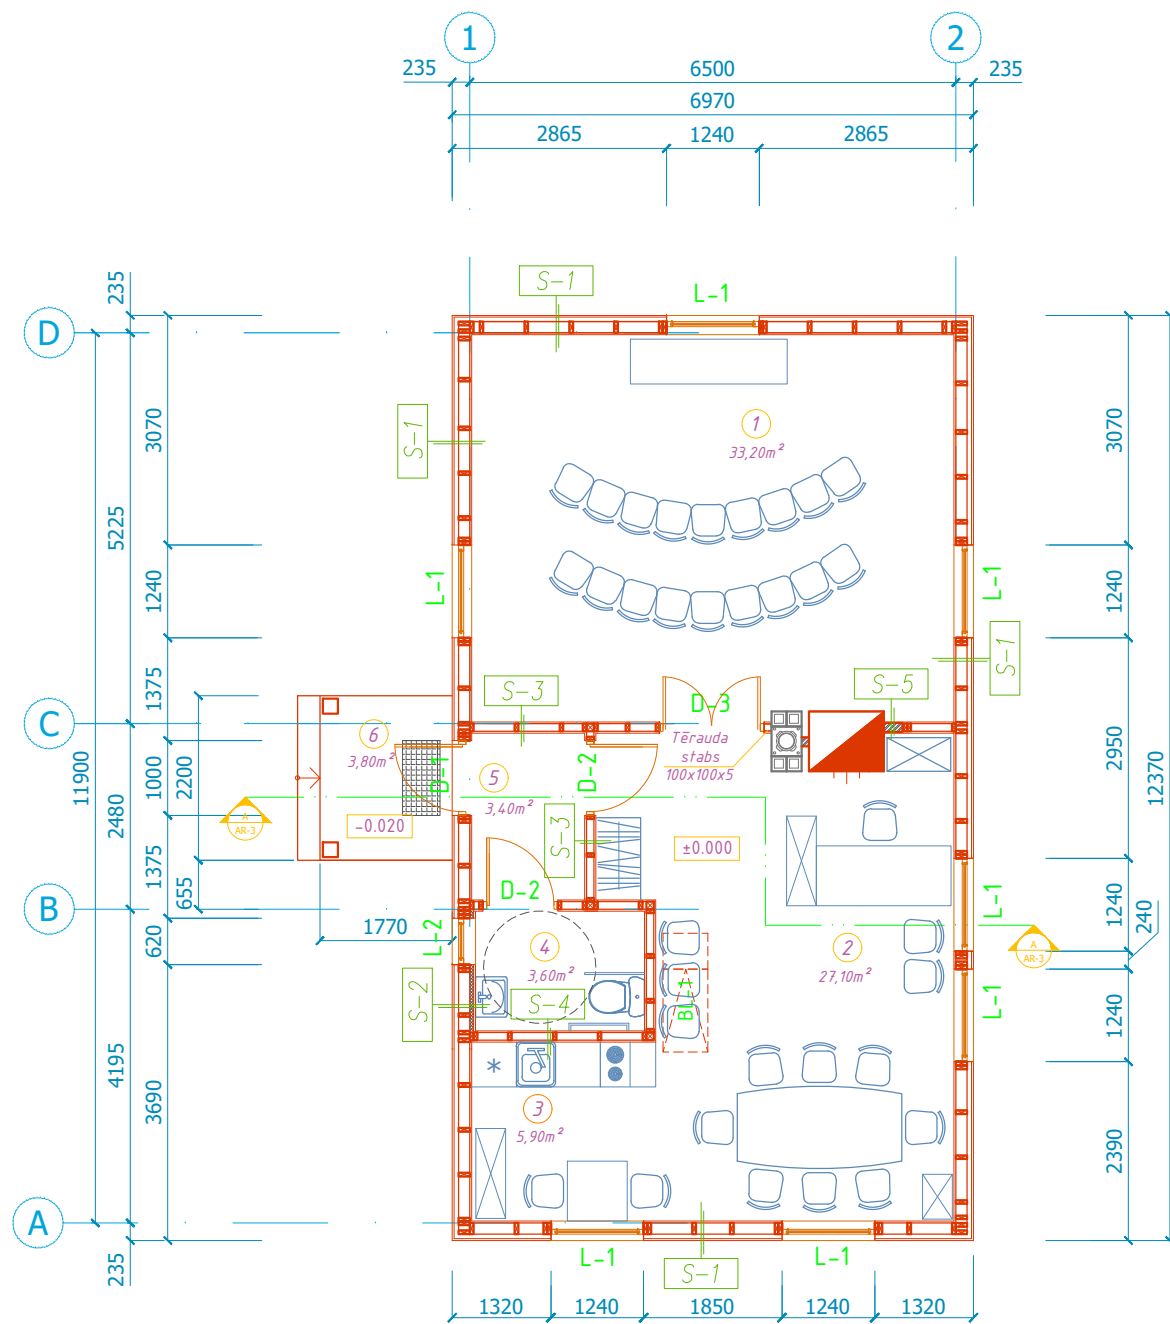 1
2
235
6500
235
6970
2865
1240
2865
235
S-1
L-1
D
3070
S-1
1
33,20m²
3070
5225
1240
L-1
L-1
1240
1375
S-1
S-3
D-3
S-5
C
6
3,80m²
Tērauda
stabs
100x100x5
2950
11900
2480
1000
2200
D-1
5
3,40m²
D-2
12370
A
AR-3
-0.020
S-3
±0.000
1375
655
D-2
B
L-1
1240
240
620
1770
L-2
4
3,60m²
2
27,10m²
A
AR-3
S-2
S-4
BL-1
L-1
1240
4195
3690
3
5,90m²
2390
A
235
L-1
S-1
L-1
1320
1240
1850
1240
1320